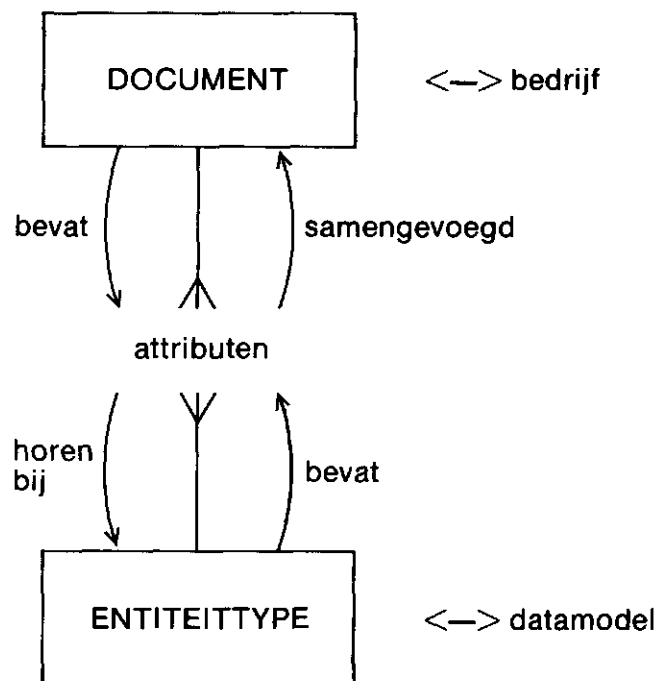 DOCUMENT <—> bedrijf
bevat samengevoegd
attributen
horen
bij bevat
ENTITEITTYPE <—> datamodel